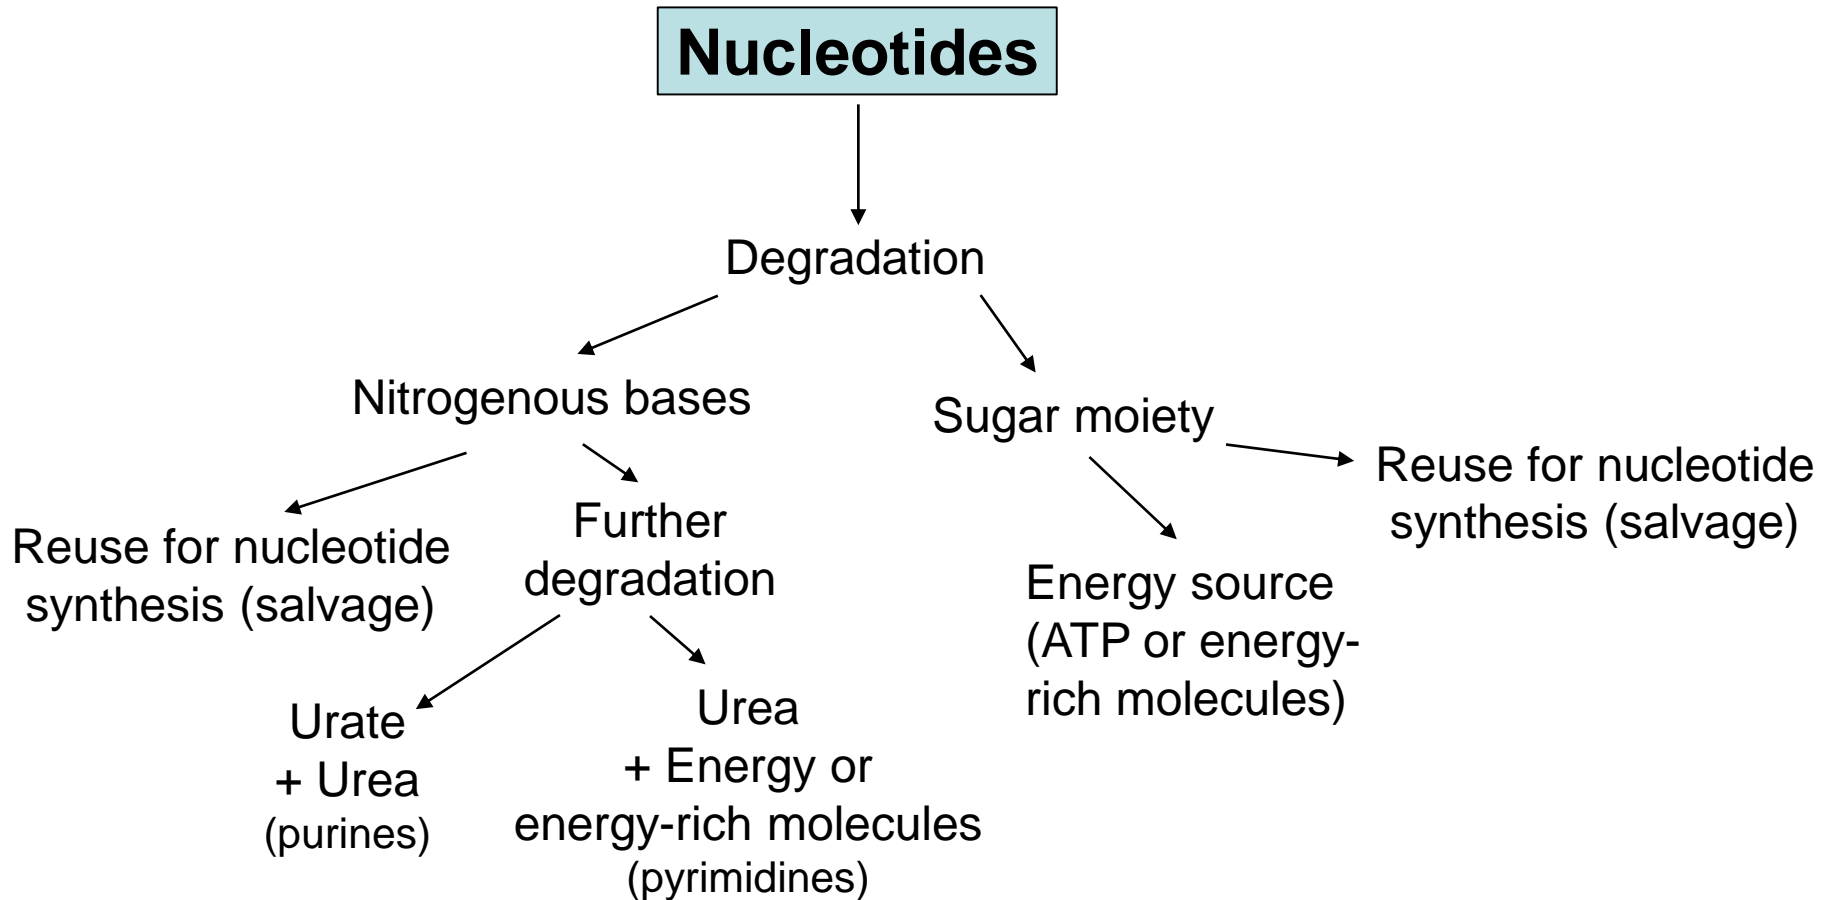 Nucleotides
Degradation
Nitrogenous bases
Sugar moiety
Reuse for nucleotide
synthesis (salvage)
Further
degradation
Reuse for nucleotide
synthesis (salvage)
Energy source
(ATP or energy-
rich molecules)
Urate
+ Urea
(purines)
Urea
+ Energy or
energy-rich molecules
(pyrimidines)